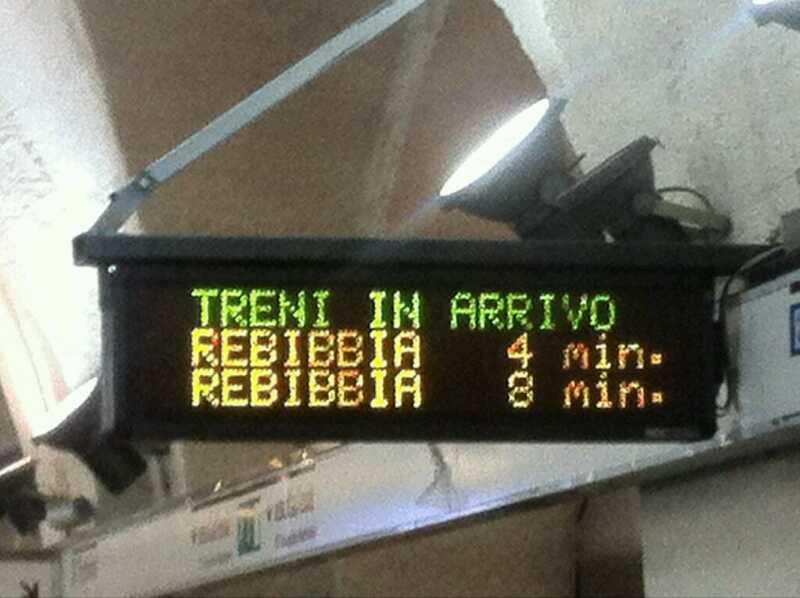 TRENI IN ARRIVO
REBIBBIA 4 min.
REBIBBIA 8 min.